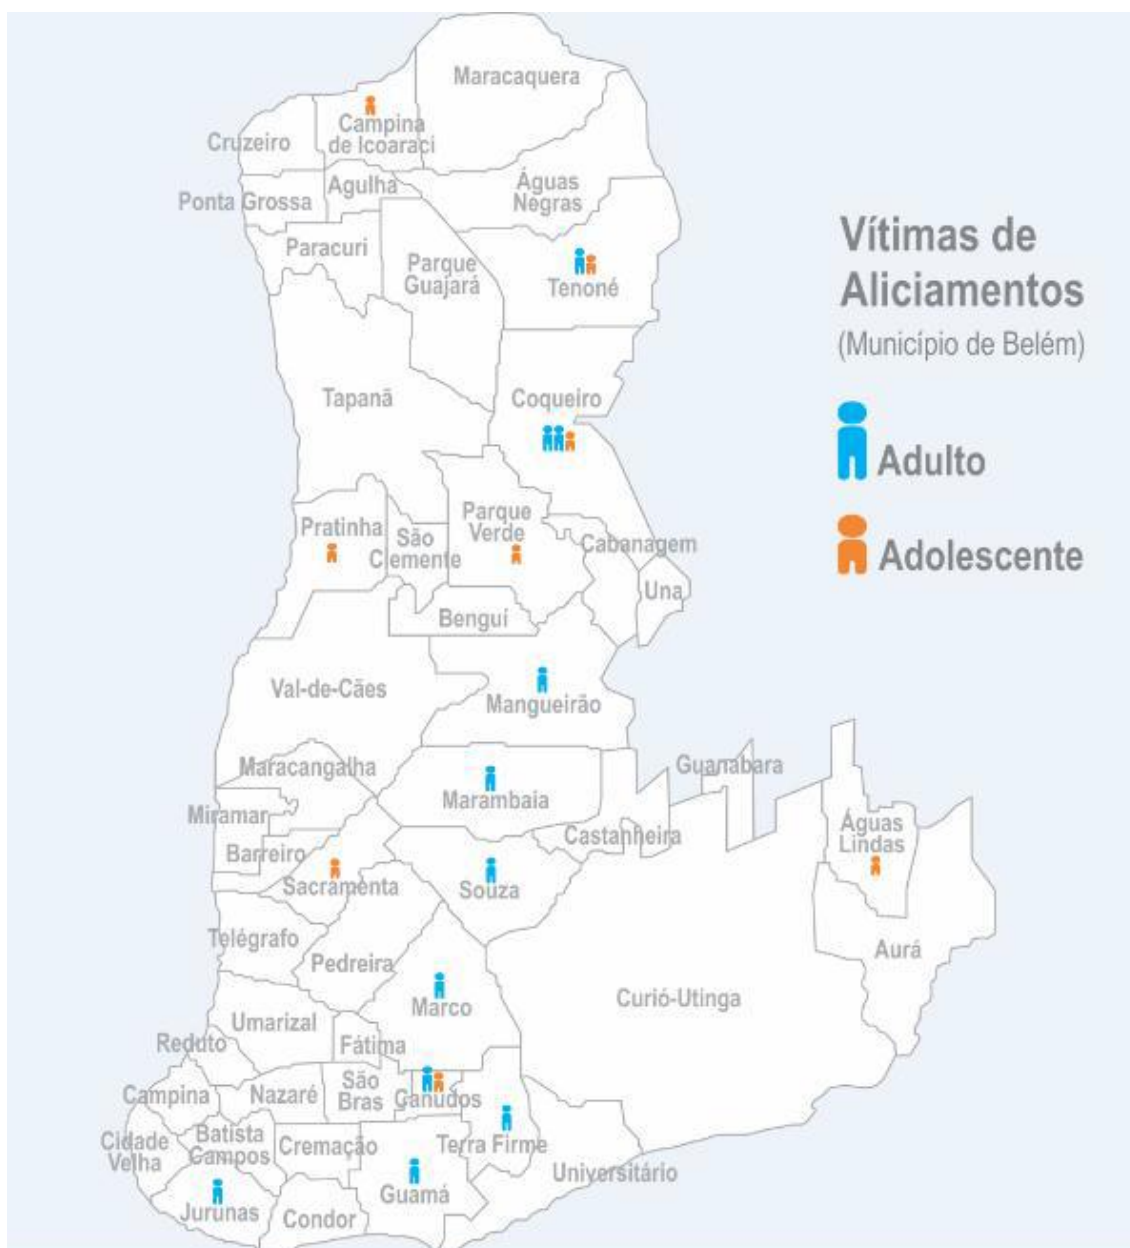 Maracaquera
Campina
de Icoaraci
Cruzeiro
Agulha
Águas
Negras
Ponta Grossa
Paracuri
Parque
Guajará
Tenoné
Vítimas de
Aliciamentos
(Município de Belém)
Tapanã
Coqueiro
Adulto
Parque
Verde
Pratinha
São
Clemente
Cabanagem
Adolescente
Una
Benguí
Val-de-Cães
Mangueirão
Maracangalha
Guanabara
Marambaia
Miramar
Castanheira
Águas
Lindas
Barreiro
Sacramenta
Souza
Telégrafo
Pedreira
Aurá
Curió-Utinga
Marco
Umarizal
Reduto
Fátima
São
Bras
Canudos
Campina
Nazaré
Cidade
Velha
Batista
Campos
Cremação
Terra Firme
Universitário
Guamá
Jurunas
Condor